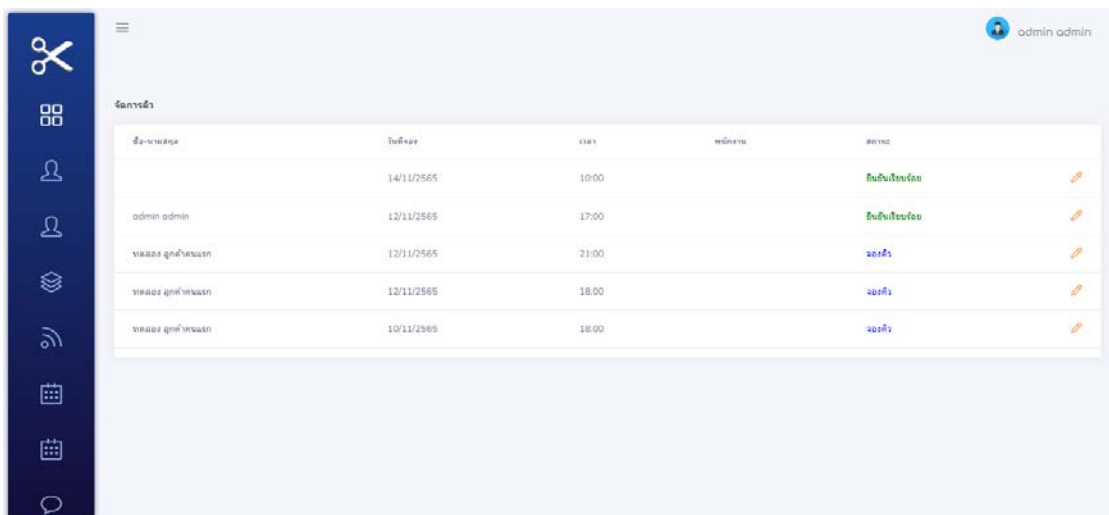 admin admin
จัดการคิว
ชื่อ-นามสกุล วันที่จอง เวลา พนักงาน สถานะ
14/11/2565 10:00 ยืนยันเรียบร้อย
admin admin 12/11/2565 17:00 ยืนยันเรียบร้อย
ทดลอง ลูกค้าคนแรก 12/11/2565 21:00 จองคิว
ทดลอง ลูกค้าคนแรก 12/11/2565 18:00 จองคิว
ทดลอง ลูกค้าคนแรก 10/11/2565 18:00 จองคิว